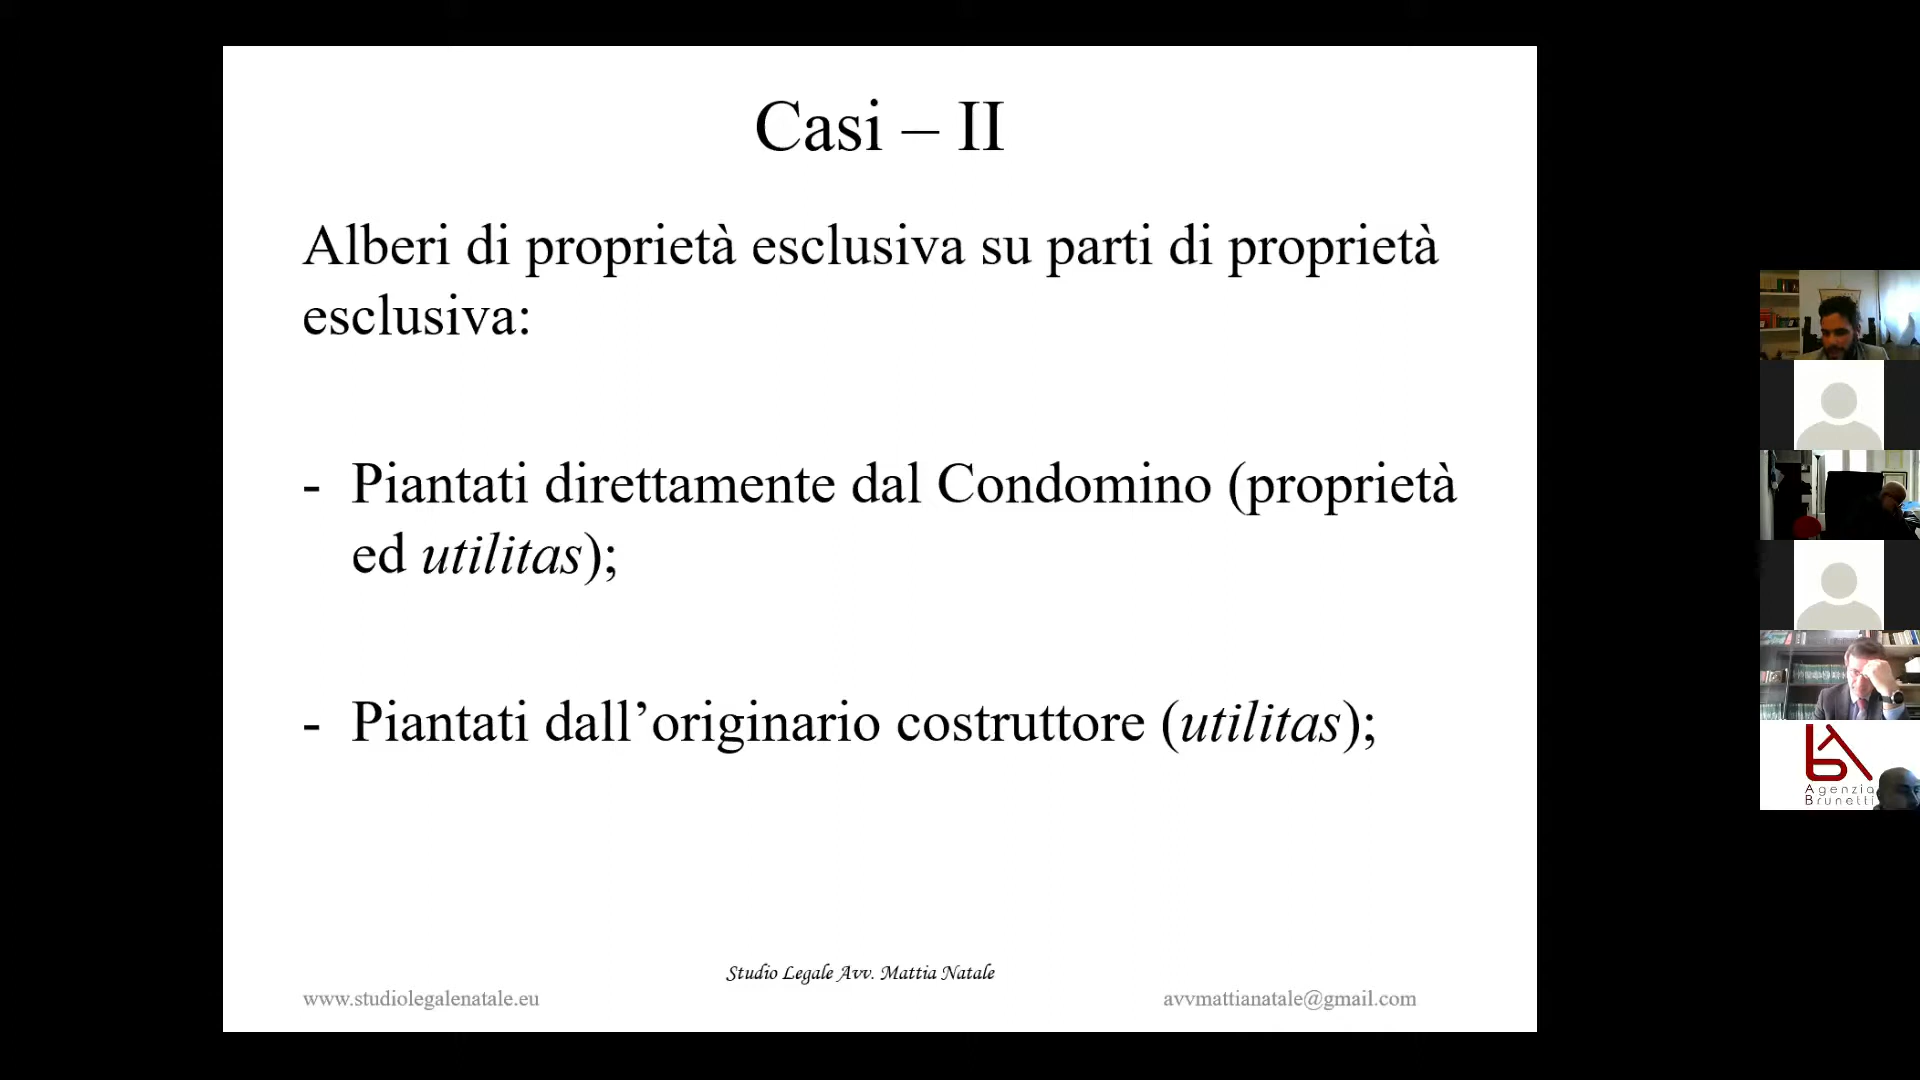 Casi – II
Alberi di proprietà esclusiva su parti di proprietà
esclusiva:
- Piantati direttamente dal Condomino (proprietà
ed utilitas);
- Piantati dall’originario costruttore (utilitas);
Studio Legale Avv. Mattia Natale
www.studiolegalenatale.eu
avvmattianatale@gmail.com
Agenzia
Brunetti